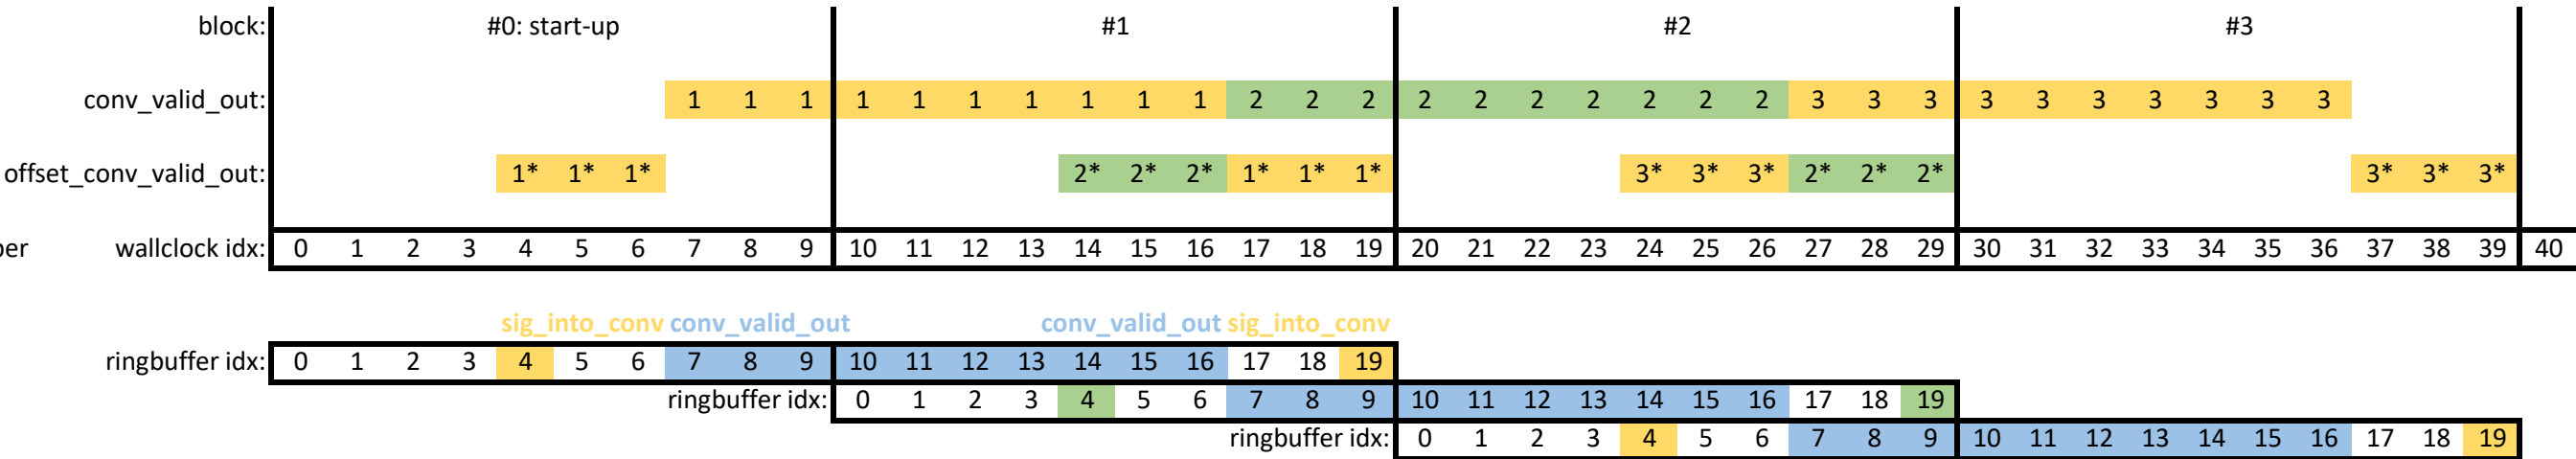 block: #0: start-up #1 #2 #3
conv_valid_out: 1 1 1 1 1 1 1 1 1 1 2 2 2 2 2 2 2 2 2 2 3 3 3 3 3 3 3 3 3 3
offset_conv_valid_out: 1* 1* 1* 2* 2* 2* 1* 1* 1* 3* 3* 3* 2* 2* 2* 3* 3* 3*
per wallclock idx: 0 1 2 3 4 5 6 7 8 9 10 11 12 13 14 15 16 17 18 19 20 21 22 23 24 25 26 27 28 29 30 31 32 33 34 35 36 37 38 39 40
sig_into_conv conv_valid_out conv_valid_out sig_into_conv
ringbuffer idx: 0 1 2 3 4 5 6 7 8 9 10 11 12 13 14 15 16 17 18 19
ringbuffer idx: 0 1 2 3 4 5 6 7 8 9 10 11 12 13 14 15 16 17 18 19
ringbuffer idx: 0 1 2 3 4 5 6 7 8 9 10 11 12 13 14 15 16 17 18 19